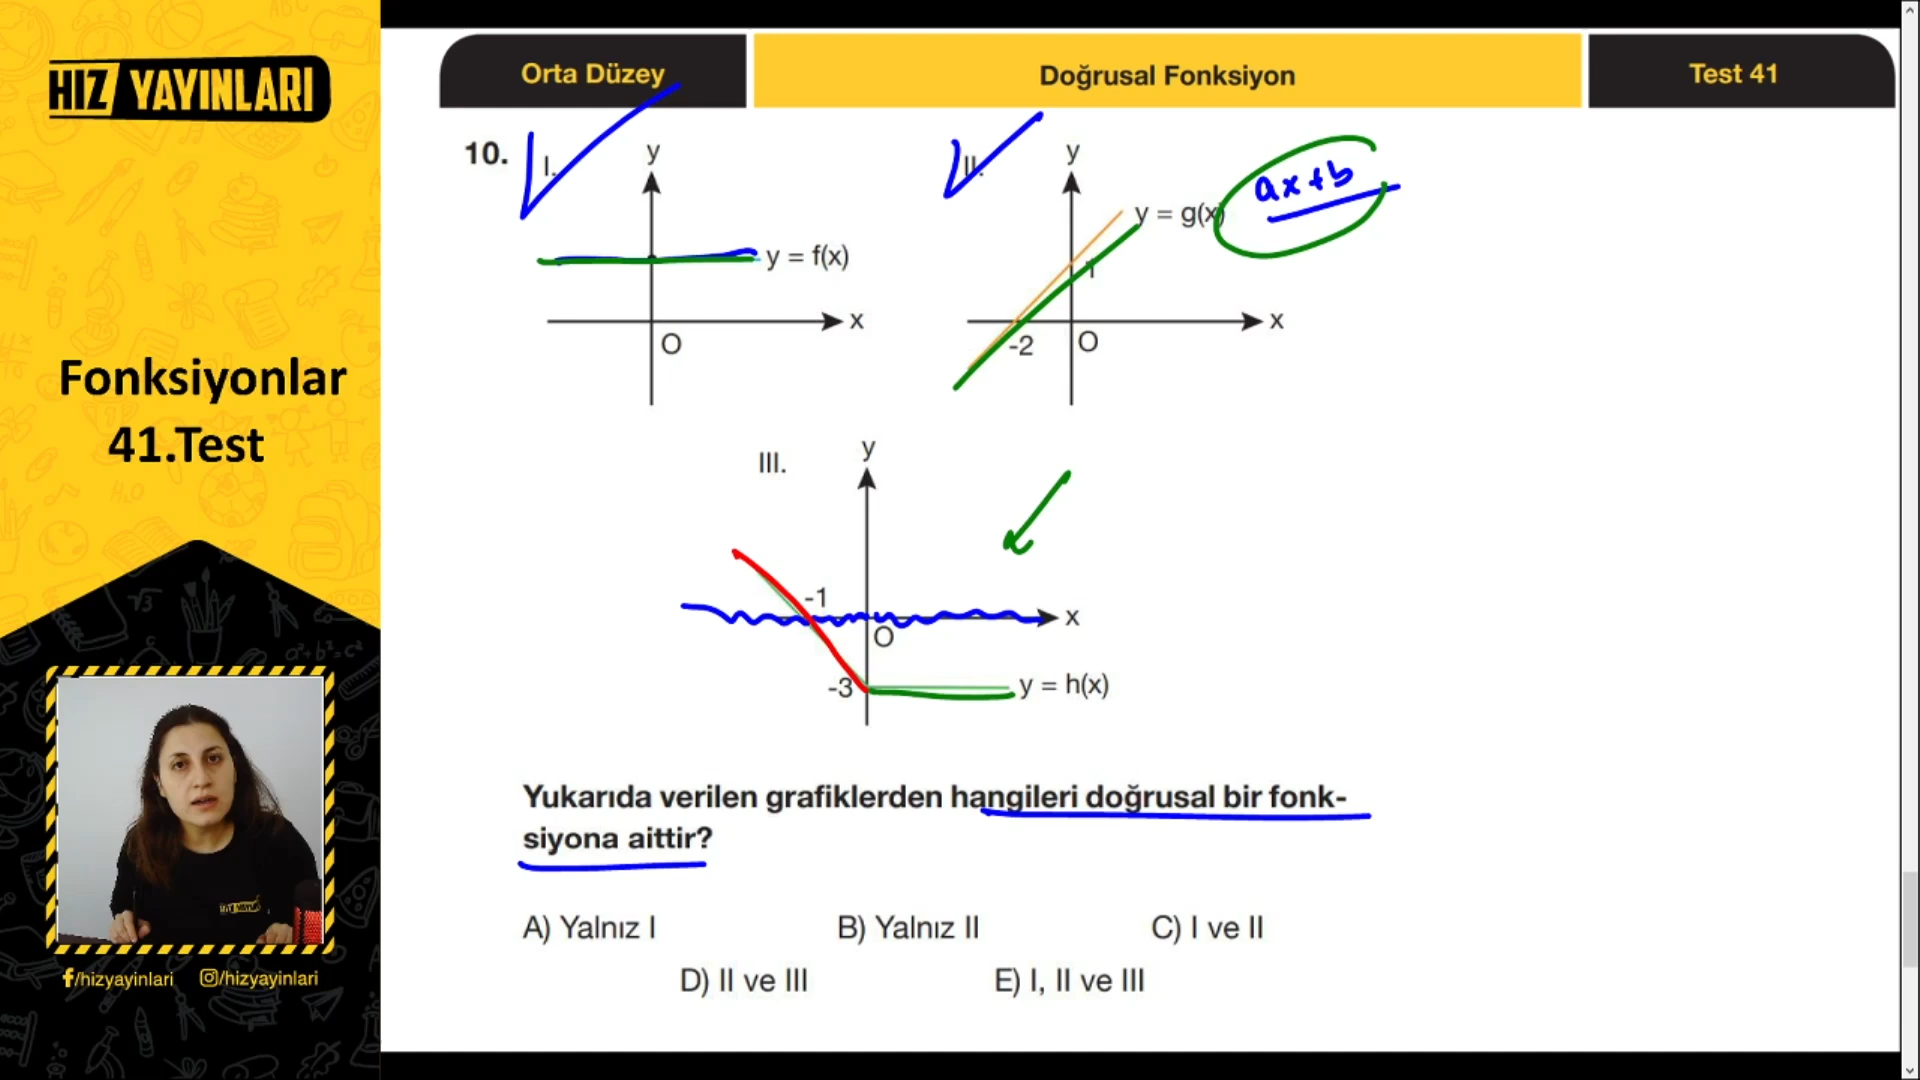 HIZ YAYINLARI
Fonksiyonlar
41.Test
f/hizyayinlari
/hizyayinlari
Orta Düzey
Doğrusal Fonksiyon
Test 41
10.
I.
y
y = f(x)
x
O
II.
y
y = g(x)
ax+b
1
x
-2
O
III.
y
-1
x
O
-3
y = h(x)
Yukarıda verilen grafiklerden hangileri doğrusal bir fonk-
siyona aittir?
A) Yalnız I
B) Yalnız II
C) I ve II
D) II ve III
E) I, II ve III